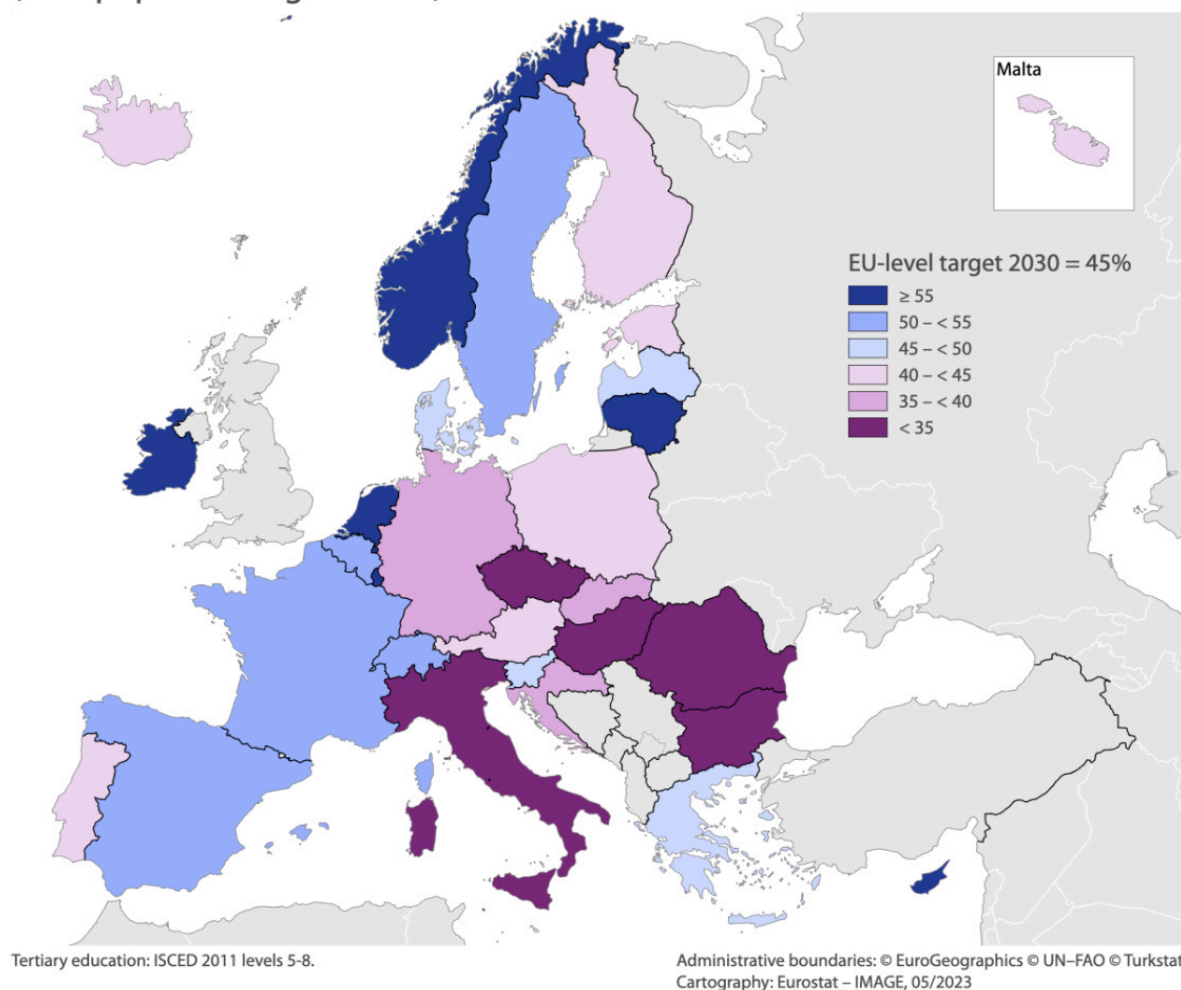 Malta
EU-level target 2030 = 45%
≥ 55
50 – < 55
45 – < 50
40 – < 45
35 – < 40
< 35
Tertiary education: ISCED 2011 levels 5-8.
Administrative boundaries: © EuroGeographics © UN–FAO © Turkstat
Cartography: Eurostat – IMAGE, 05/2023